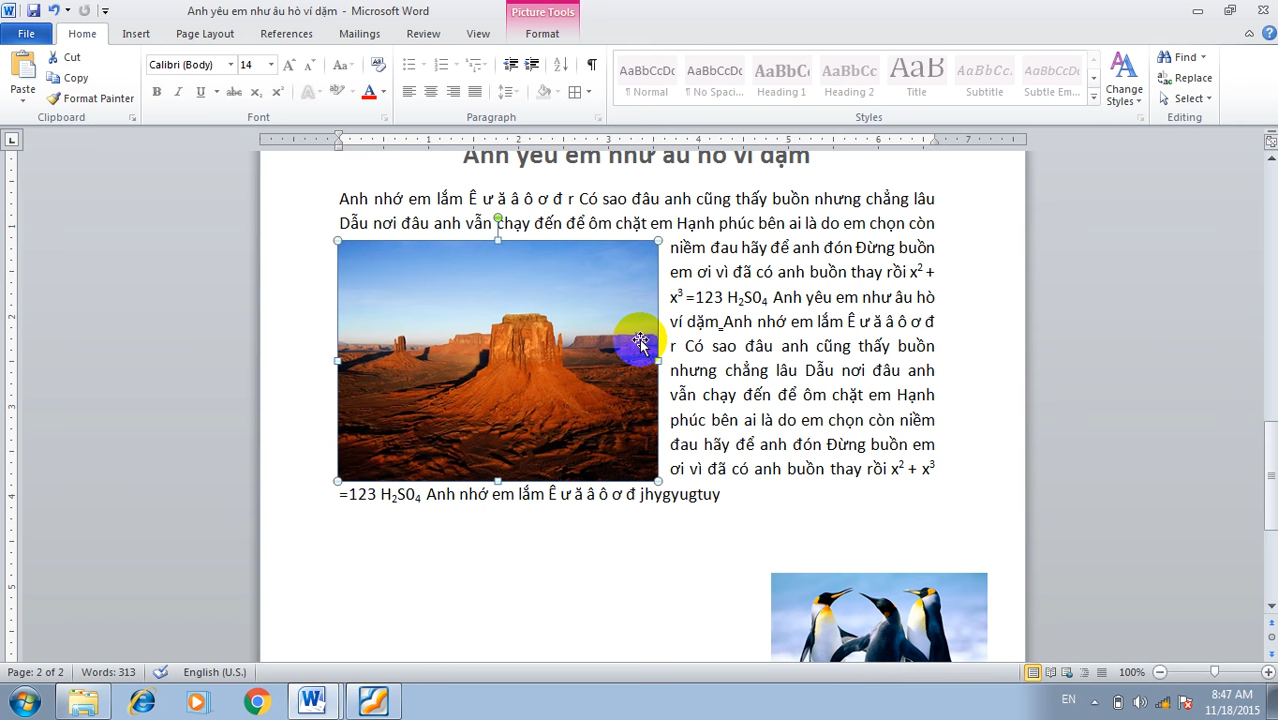 Anh yêu em như âu hò ví dặm - Microsoft Word
Picture Tools
File Home Insert Page Layout References Mailings Review View Format
Paste
Cut
Copy
Format Painter
Clipboard
Calibri (Body) 14
Font
Paragraph
AaBbCcDc AaBbCcDc AaBbCc AaBbCc AaB AaBbCcI AaBbCcDc
¶ Normal ¶ No Spaci... Heading Heading 2 Title Subtitle Subtle Em...
Change Styles
Styles
Find
Replace
Select
Editing
1 2 3 4 5 6 7
Anh yêu em như âu hò ví dặm
Anh nhớ em lắm Ê ư ă â ô ơ đ r Có sao đâu anh cũng thấy buồn nhưng chẳng lâu
Dẫu nơi đâu anh vẫn chạy đến để ôm chặt em Hạnh phúc bên ai là do em chọn còn
niềm đau hãy để anh đón Đừng buồn
em ơi vì đã có anh buồn thay rồi x² +
x³ =123 H₂S0₄ Anh yêu em như âu hò
ví dặm Anh nhớ em lắm Ê ư ă â ô ơ đ
r Có sao đâu anh cũng thấy buồn
nhưng chẳng lâu Dẫu nơi đâu anh
vẫn chạy đến để ôm chặt em Hạnh
phúc bên ai là do em chọn còn niềm
đau hãy để anh đón Đừng buồn em
ơi vì đã có anh buồn thay rồi x² + x³
=123 H₂S0₄ Anh nhớ em lắm Ê ư ă â ô ơ đ jhygyugtuy
Page: 2 of 2 Words: 313 English (U.S.) 100%
EN
8:47 AM
11/18/2015